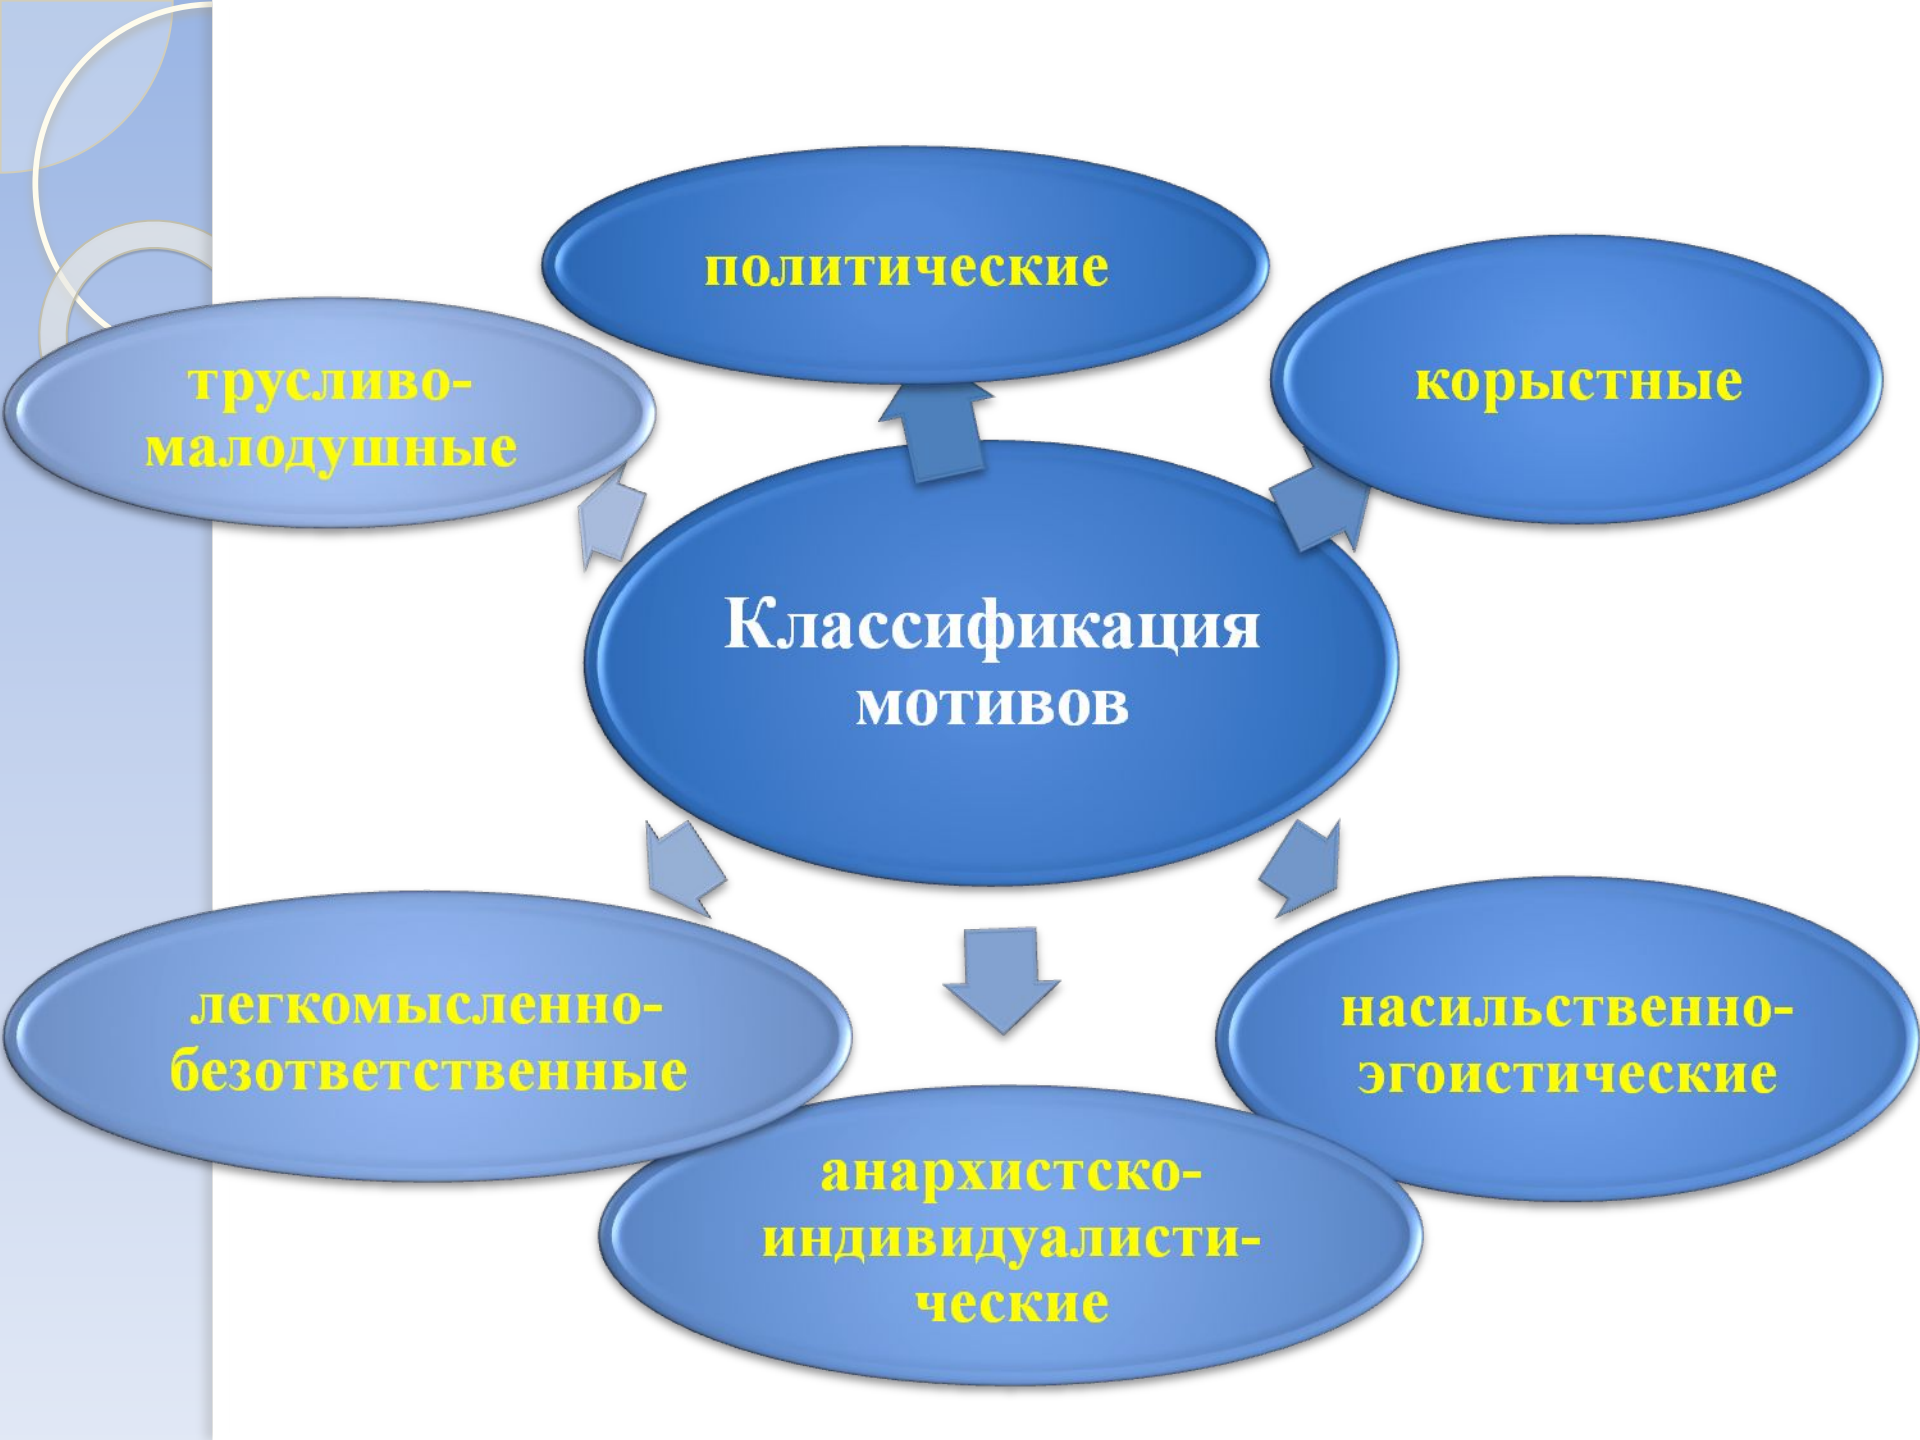 политические
корыстные
трусливо-
малодушные
Классификация
мотивов
легкомысленно-
безответственные
насильственно-
эгоистические
анархистско-
индивидуалисти-
ческие